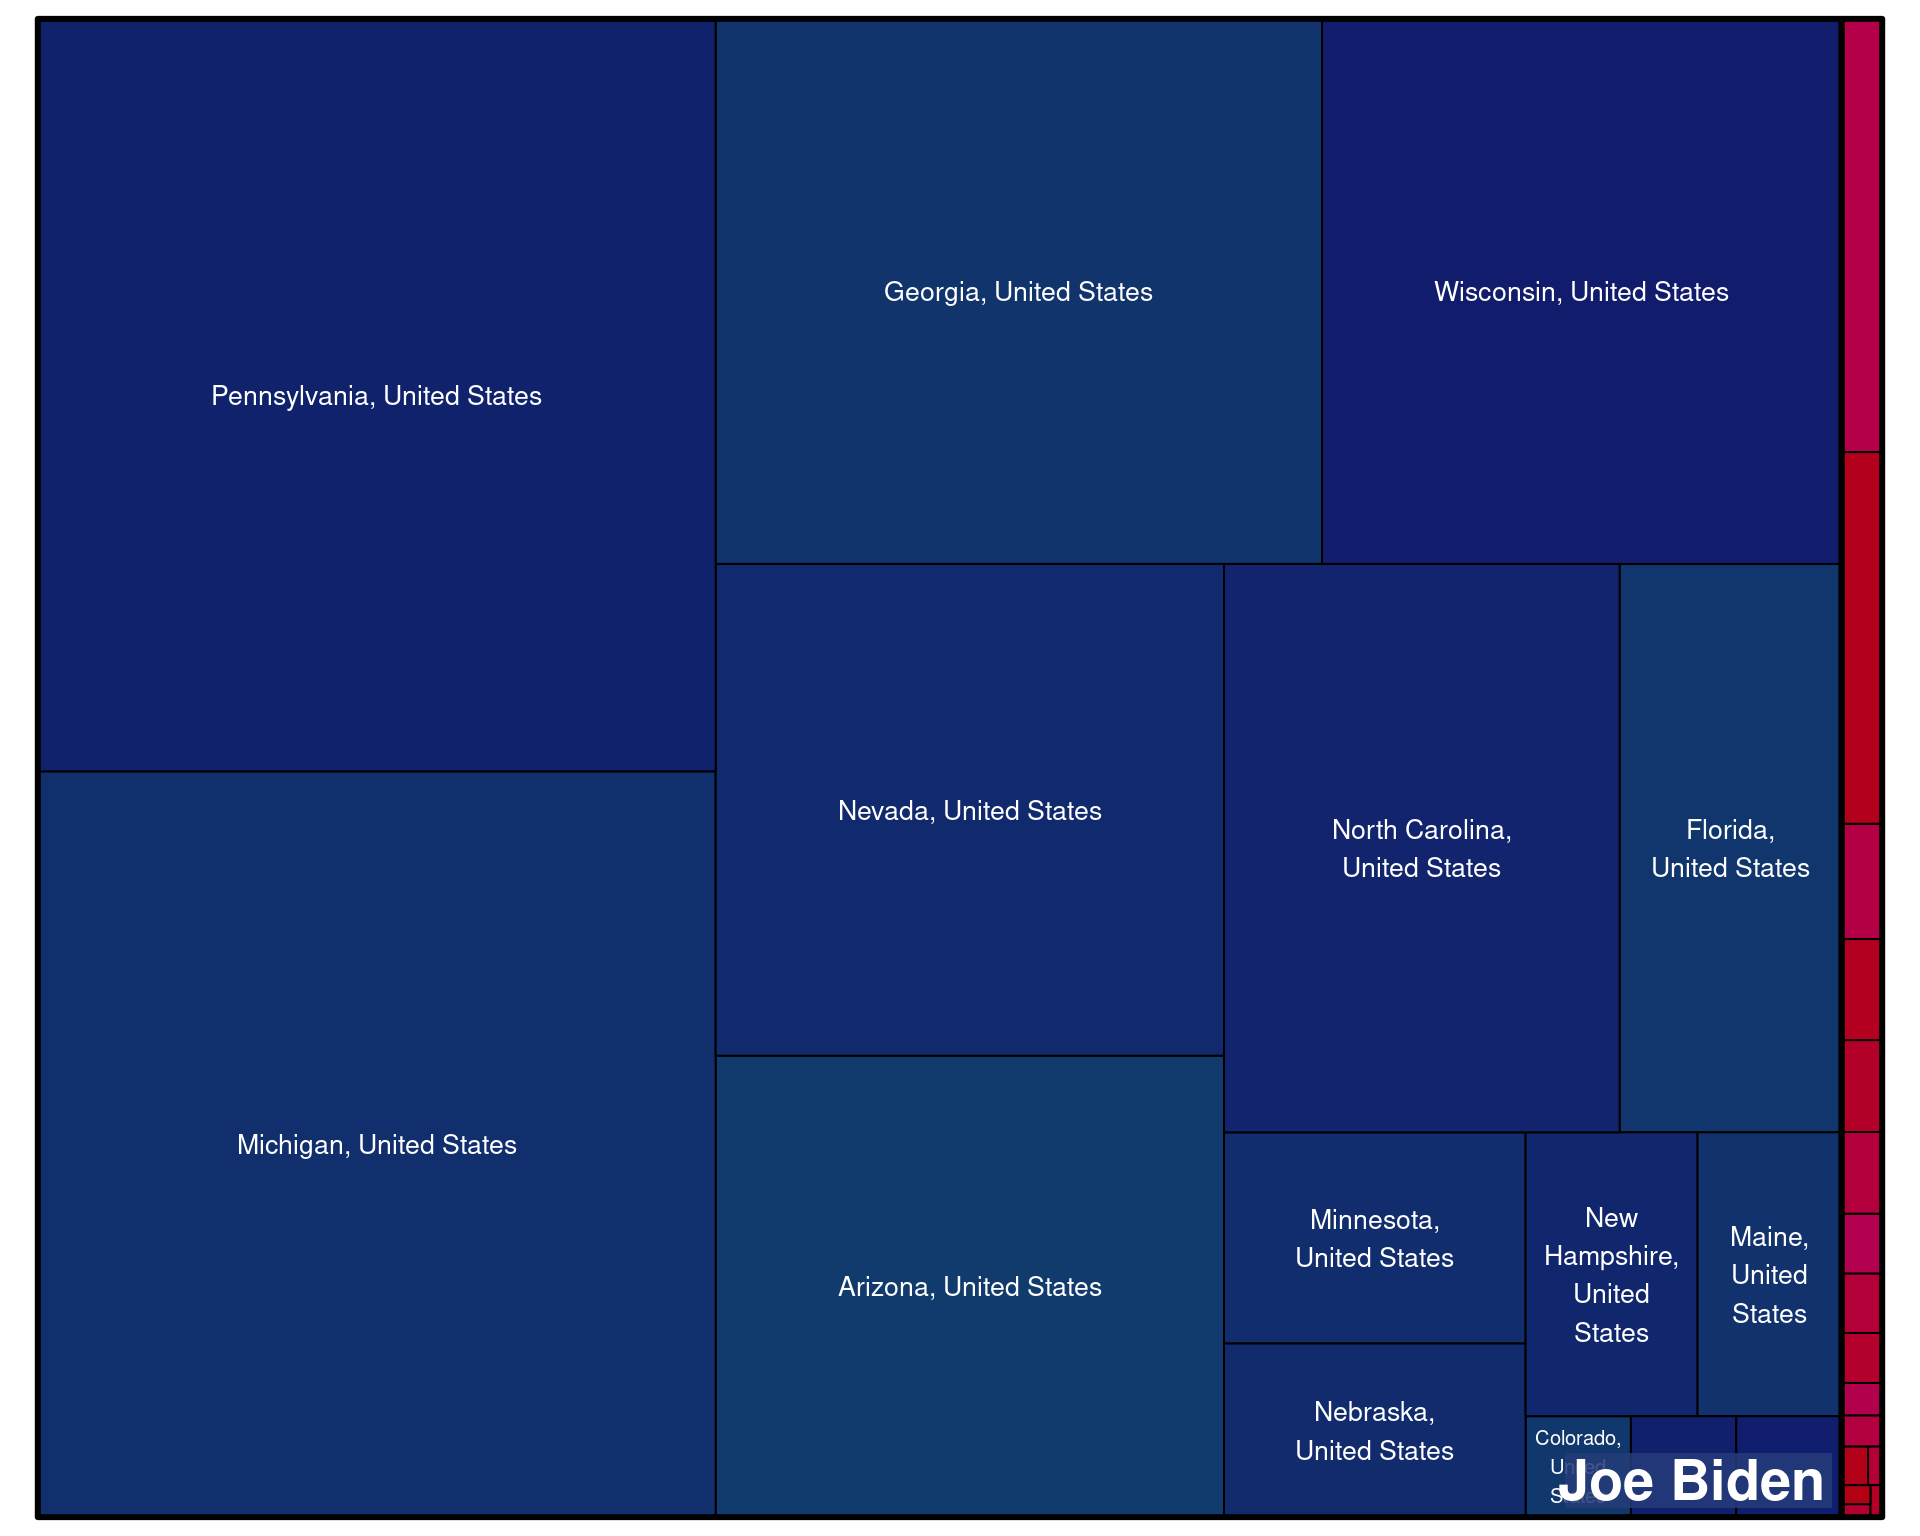 Pennsylvania, United States
Georgia, United States
Wisconsin, United States
Michigan, United States
Nevada, United States
North Carolina,
United States
Florida,
United States
Arizona, United States
Minnesota,
United States
New
Hampshire,
United
States
Maine,
United
States
Nebraska,
United States
Colorado,
United
States
Joe Biden